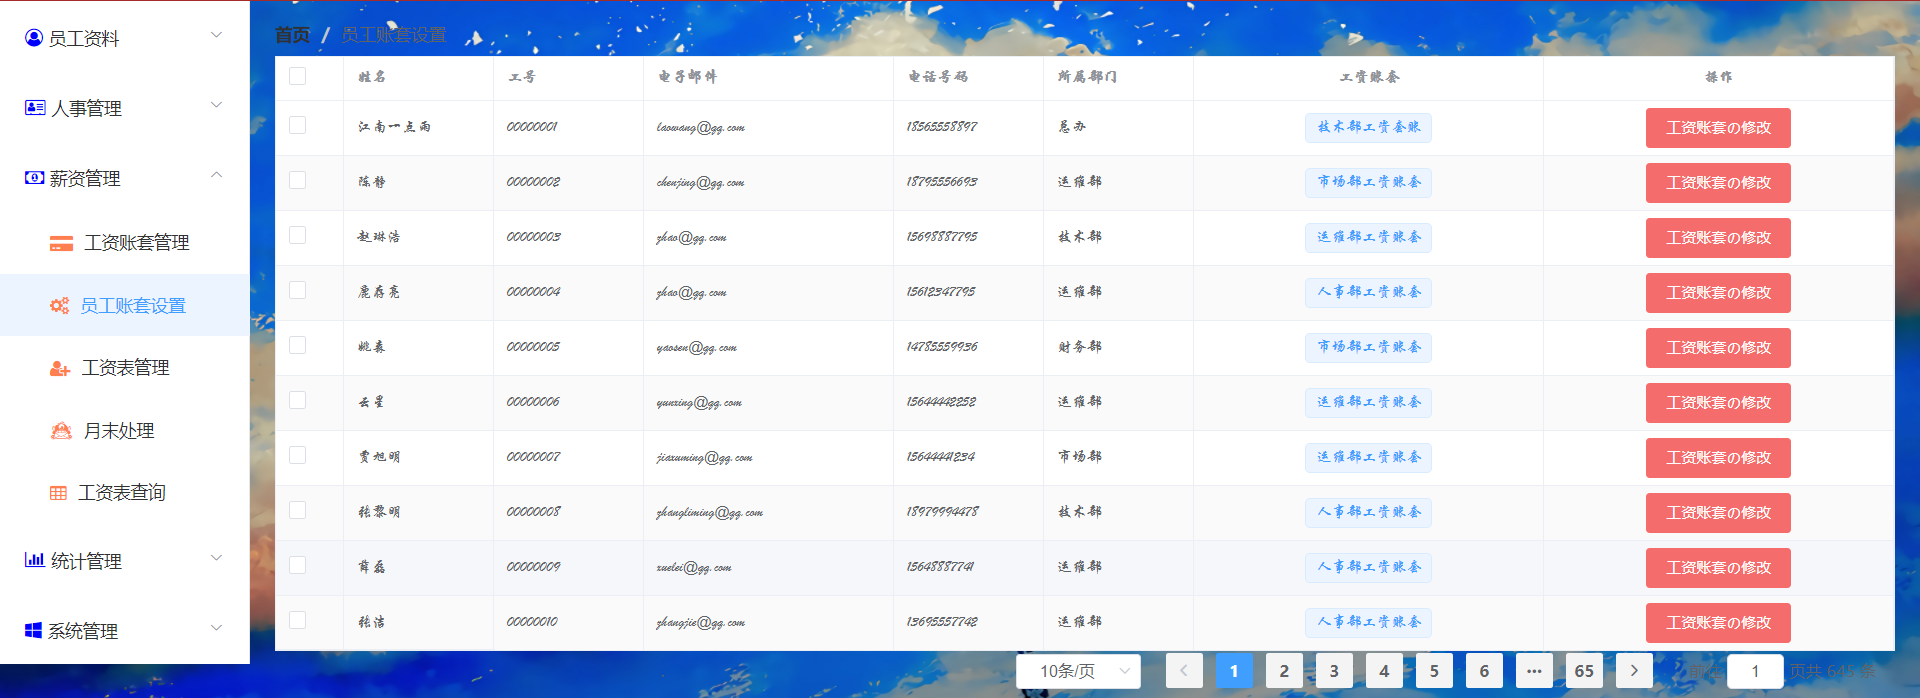 员工资料
人事管理
薪资管理
工资账套管理
员工账套设置
工资表管理
月末处理
工资表查询
统计管理
系统管理
首页 / 员工账套设置
姓名 工号 电子邮件 电话号码 所属部门 工资账套 操作
江南一点雨 00000001 laowang@qq.com 18565558897 总办 技术部工资套账 工资账套の修改
陈静 00000002 chenjing@qq.com 18795556693 运维部 市场部工资账套 工资账套の修改
赵琳浩 00000003 zhao@qq.com 15698887795 技术部 运维部工资账套 工资账套の修改
鹿存亮 00000004 zhao@qq.com 15612347795 运维部 人事部工资账套 工资账套の修改
姚森 00000005 yaosen@qq.com 14785559936 财务部 市场部工资账套 工资账套の修改
云星 00000006 yunxing@qq.com 15644442252 运维部 运维部工资账套 工资账套の修改
贾旭明 00000007 jiaxuming@qq.com 15644441234 市场部 运维部工资账套 工资账套の修改
张黎明 00000008 zhangliming@qq.com 18979994478 技术部 人事部工资账套 工资账套の修改
薛磊 00000009 xuelei@qq.com 15648887741 运维部 人事部工资账套 工资账套の修改
张洁 00000010 zhangjie@qq.com 13695557742 运维部 人事部工资账套 工资账套の修改
10条/页 1 2 3 4 5 6 ... 65 前往 1 页共 645 条